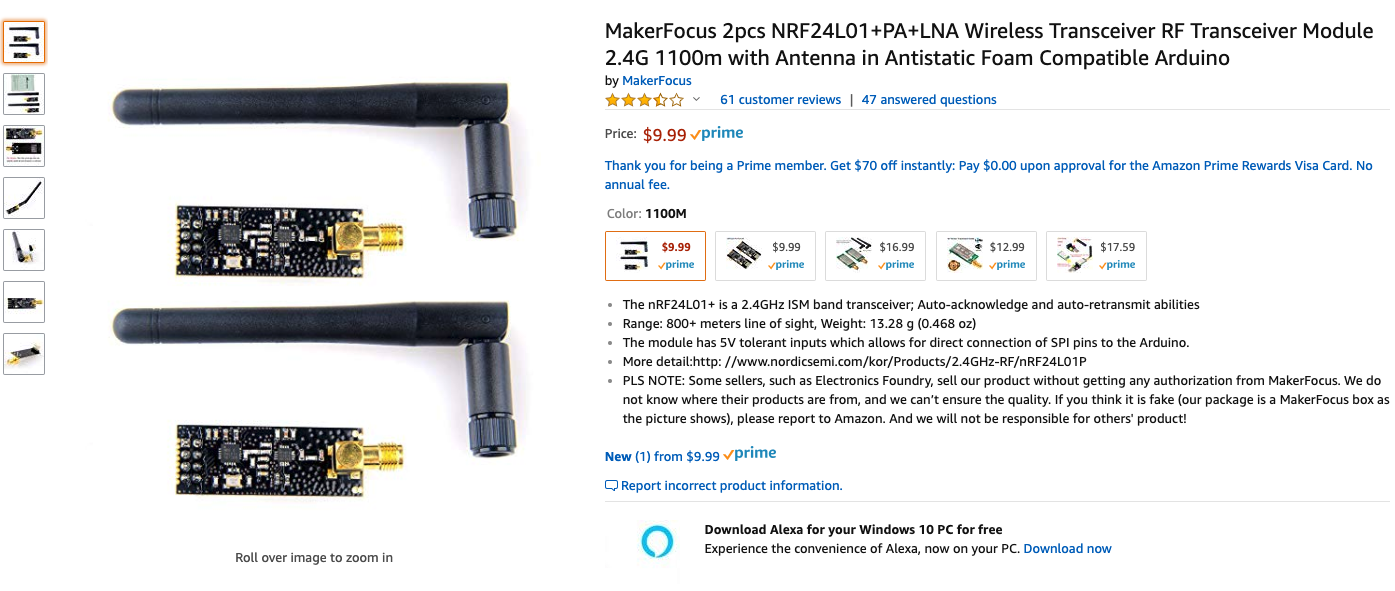 MakerFocus 2pcs NRF24L01+PA+LNA Wireless Transceiver RF Transceiver Module
2.4G 1100m with Antenna in Antistatic Foam Compatible Arduino
by MakerFocus
61 customer reviews | 47 answered questions
Price: $9.99 prime
Thank you for being a Prime member. Get $70 off instantly: Pay $0.00 upon approval for the Amazon Prime Rewards Visa Card. No
annual fee.
Color: 1100M
$9.99 $9.99 $16.99 $12.99 $17.59
prime prime prime prime prime
• The nRF24L01+ is a 2.4GHz ISM band transceiver; Auto-acknowledge and auto-retransmit abilities
• Range: 800+ meters line of sight, Weight: 13.28 g (0.468 oz)
• The module has 5V tolerant inputs which allows for direct connection of SPI pins to the Arduino.
• More detail:http: //www.nordicsemi.com/kor/Products/2.4GHz-RF/nRF24L01P
• PLS NOTE: Some sellers, such as Electronics Foundry, sell our product without getting any authorization from MakerFocus. We do
not know where their products are from, and we can’t ensure the quality. If you think it is fake (our package is a MakerFocus box as
the picture shows), please report to Amazon. And we will not be responsible for others' product!
New (1) from $9.99 prime
Report incorrect product information.
Download Alexa for your Windows 10 PC for free
Experience the convenience of Alexa, now on your PC. Download now
Roll over image to zoom in